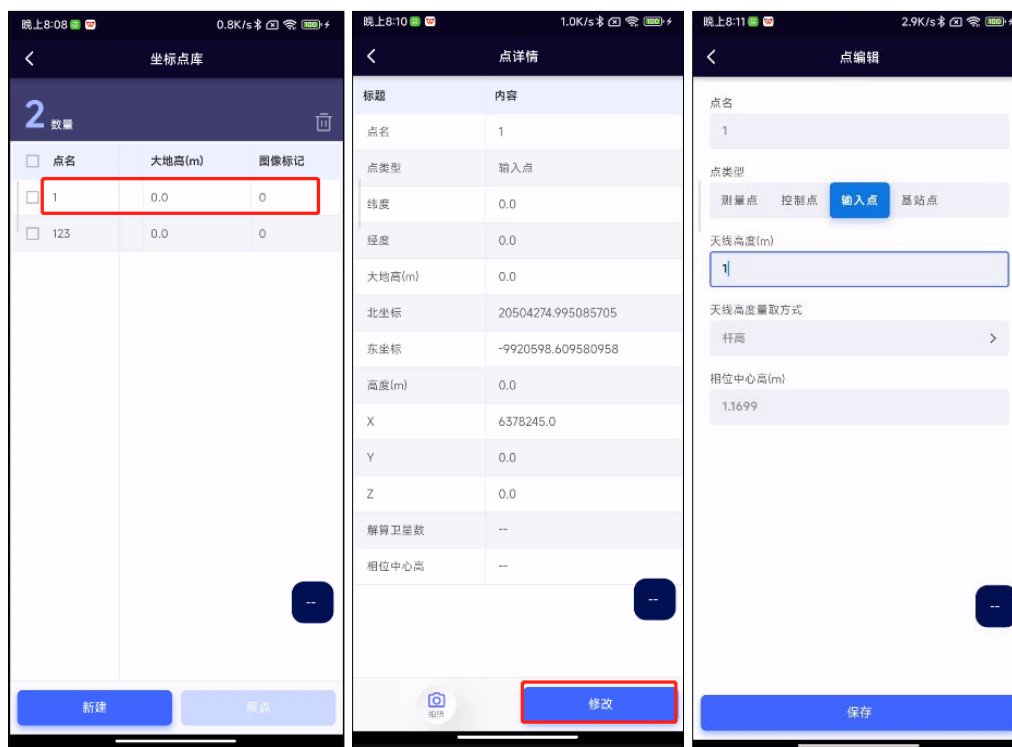 晚上8:08 0.8K/s 100
坐标点库
2 数量
点名 大地高(m) 图像标记
1 0.0 0
123 0.0 0
--
新建 展点
晚上8:10 1.0K/s 100
点详情
标题 内容
点名 1
点类型 输入点
纬度 0.0
经度 0.0
大地高(m) 0.0
北坐标 20504274.995085705
东坐标 -9920598.609580958
高度(m) 0.0
X 6378245.0
Y 0.0
Z 0.0
解算卫星数 --
相位中心高 --
--
拍照 修改
晚上8:11 2.9K/s 100
点编辑
点名
1
点类型
测量点 控制点 输入点 基站点
天线高度(m)
1
天线高度量取方式
杆高
相位中心高(m)
1.1699
--
保存